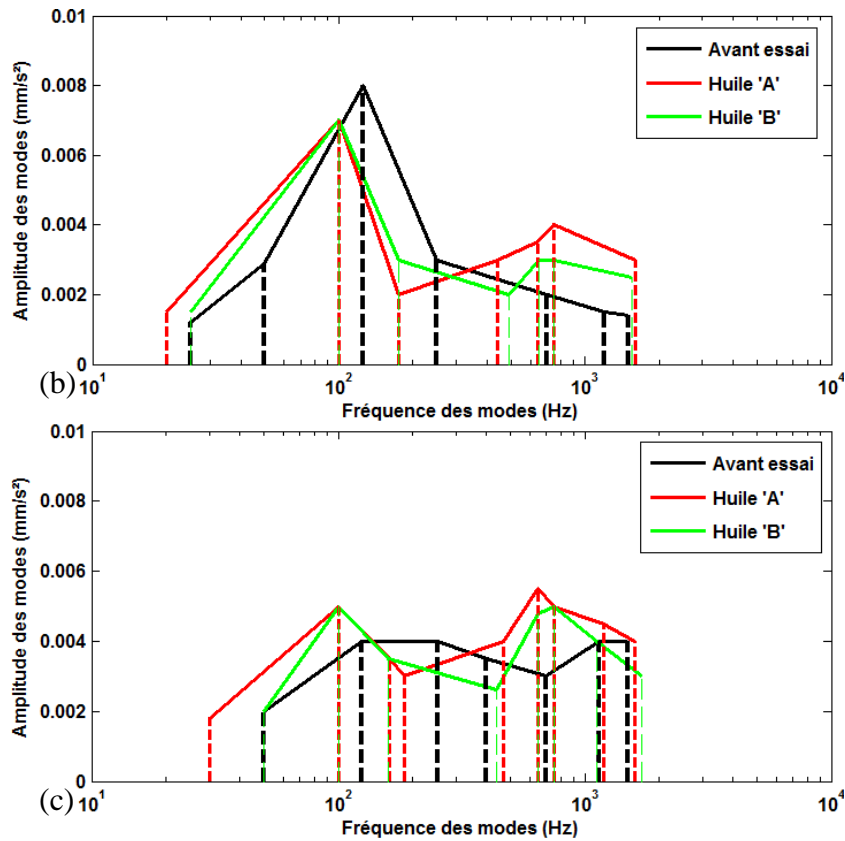 0.01
0.008
0.006
0.004
0.002
0
Amplitude des modes (mm/s²)
Avant essai
Huile 'A'
Huile 'B'
(b)
10¹
10²
10³
10⁴
Fréquence des modes (Hz)
0.01
0.008
0.006
0.004
0.002
0
Amplitude des modes (mm/s²)
Avant essai
Huile 'A'
Huile 'B'
(c)
10¹
10²
10³
10⁴
Fréquence des modes (Hz)